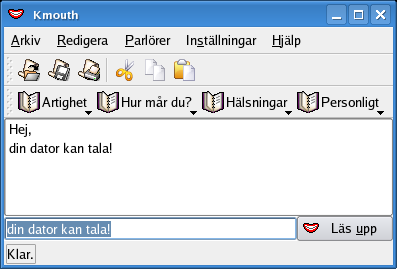 Kmouth
Arkiv Redigera Parlörer Inställningar Hjälp
Artighet Hur mår du? Hälsningar Personligt
Hej,
din dator kan tala!
din dator kan tala! Läs upp
Klar.